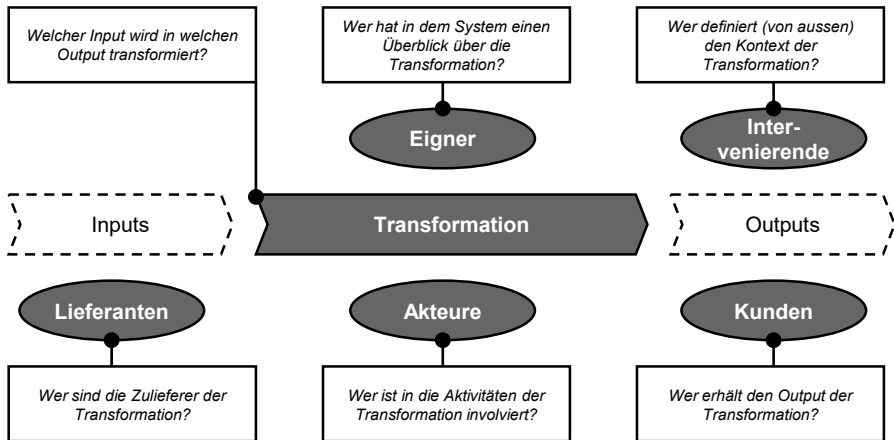 Welcher Input wird in welchen
Output transformiert?
Wer hat in dem System einen
Überblick über die
Transformation?
Wer definiert (von aussen)
den Kontext der
Transformation?
Eigner
Inter-
venierende
Inputs
Transformation
Outputs
Lieferanten
Akteure
Kunden
Wer sind die Zulieferer der
Transformation?
Wer ist in die Aktivitäten der
Transformation involviert?
Wer erhält den Output der
Transformation?